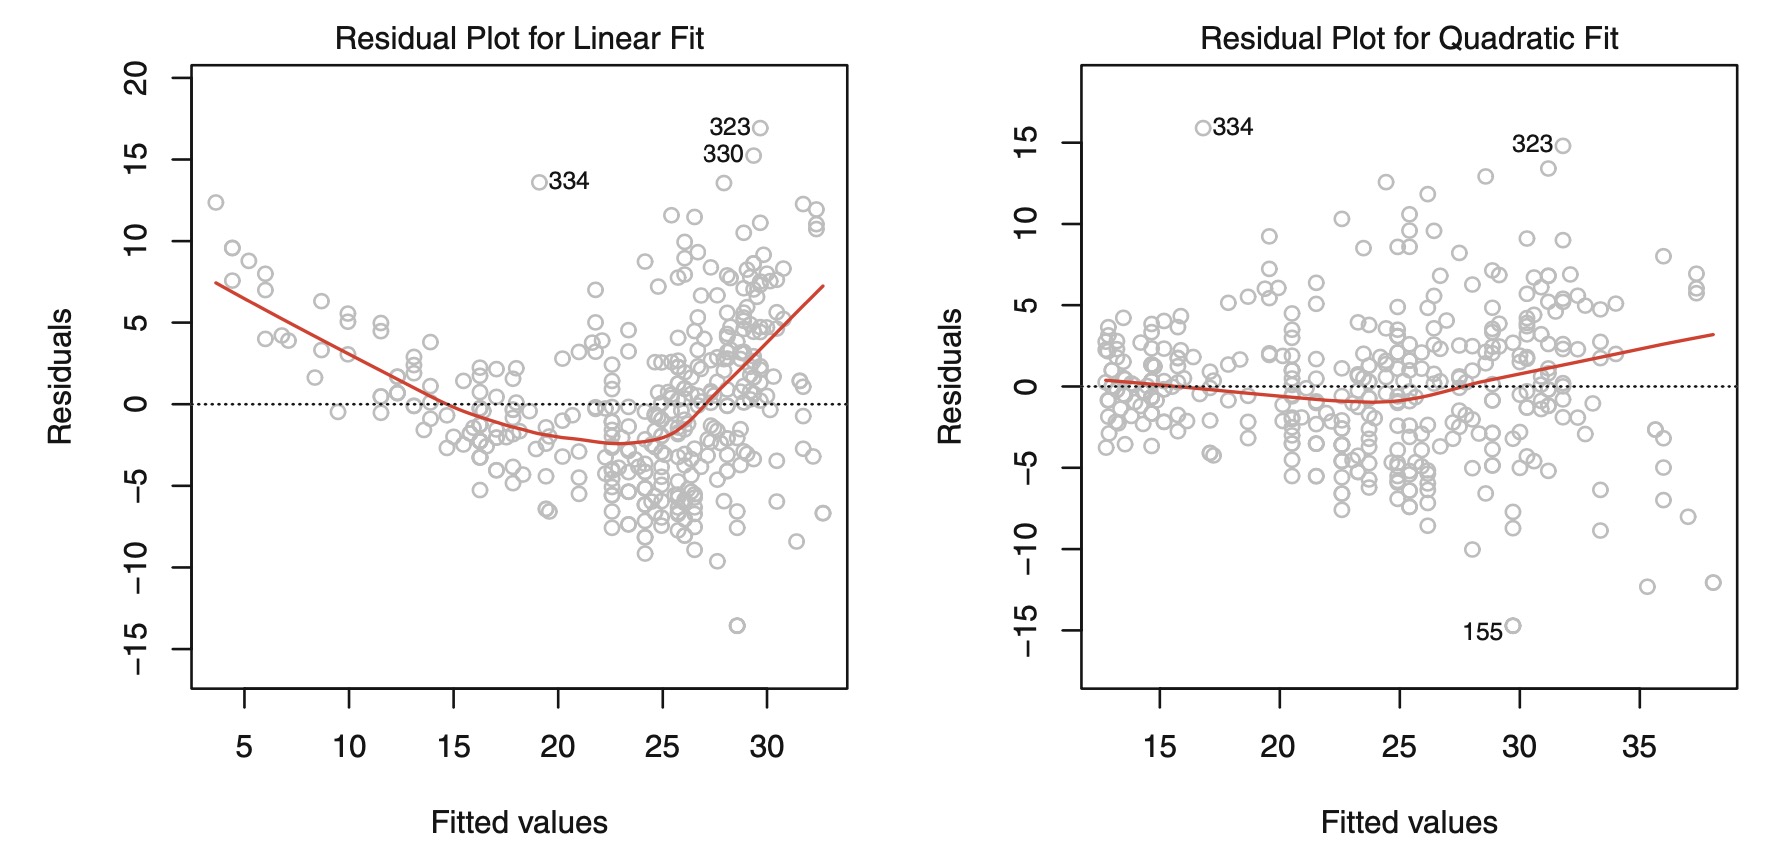 Residual Plot for Linear Fit
Residuals
20
15
10
5
0
−5
−10
−15
323
330
334
5 10 15 20 25 30
Fitted values
Residual Plot for Quadratic Fit
Residuals
15
10
5
0
−5
−10
−15
334
323
155
15 20 25 30 35
Fitted values